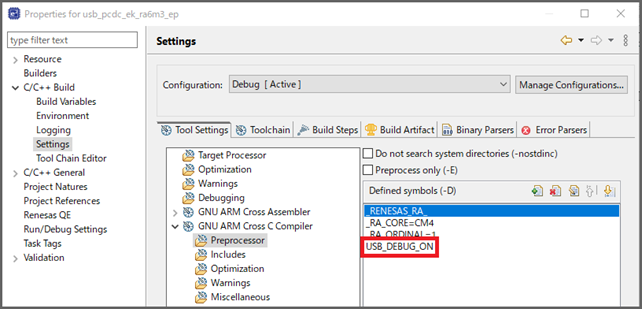 Properties for usb_pcdc_ek_ra6m3_ep
type filter text
Resource
Builders
C/C++ Build
Build Variables
Environment
Logging
Settings
Tool Chain Editor
C/C++ General
Project Natures
Project References
Renesas QE
Run/Debug Settings
Task Tags
Validation
Settings
Configuration: Debug [ Active ]
Manage Configurations...
Tool Settings Toolchain Build Steps Build Artifact Binary Parsers Error Parsers
Target Processor
Optimization
Warnings
Debugging
GNU ARM Cross Assembler
GNU ARM Cross C Compiler
Preprocessor
Includes
Optimization
Warnings
Miscellaneous
Do not search system directories (-nostdinc)
Preprocess only (-E)
Defined symbols (-D)
_RENESAS_RA_
_RA_CORE=CM4
_RA_ORDINAL=1
USB_DEBUG_ON